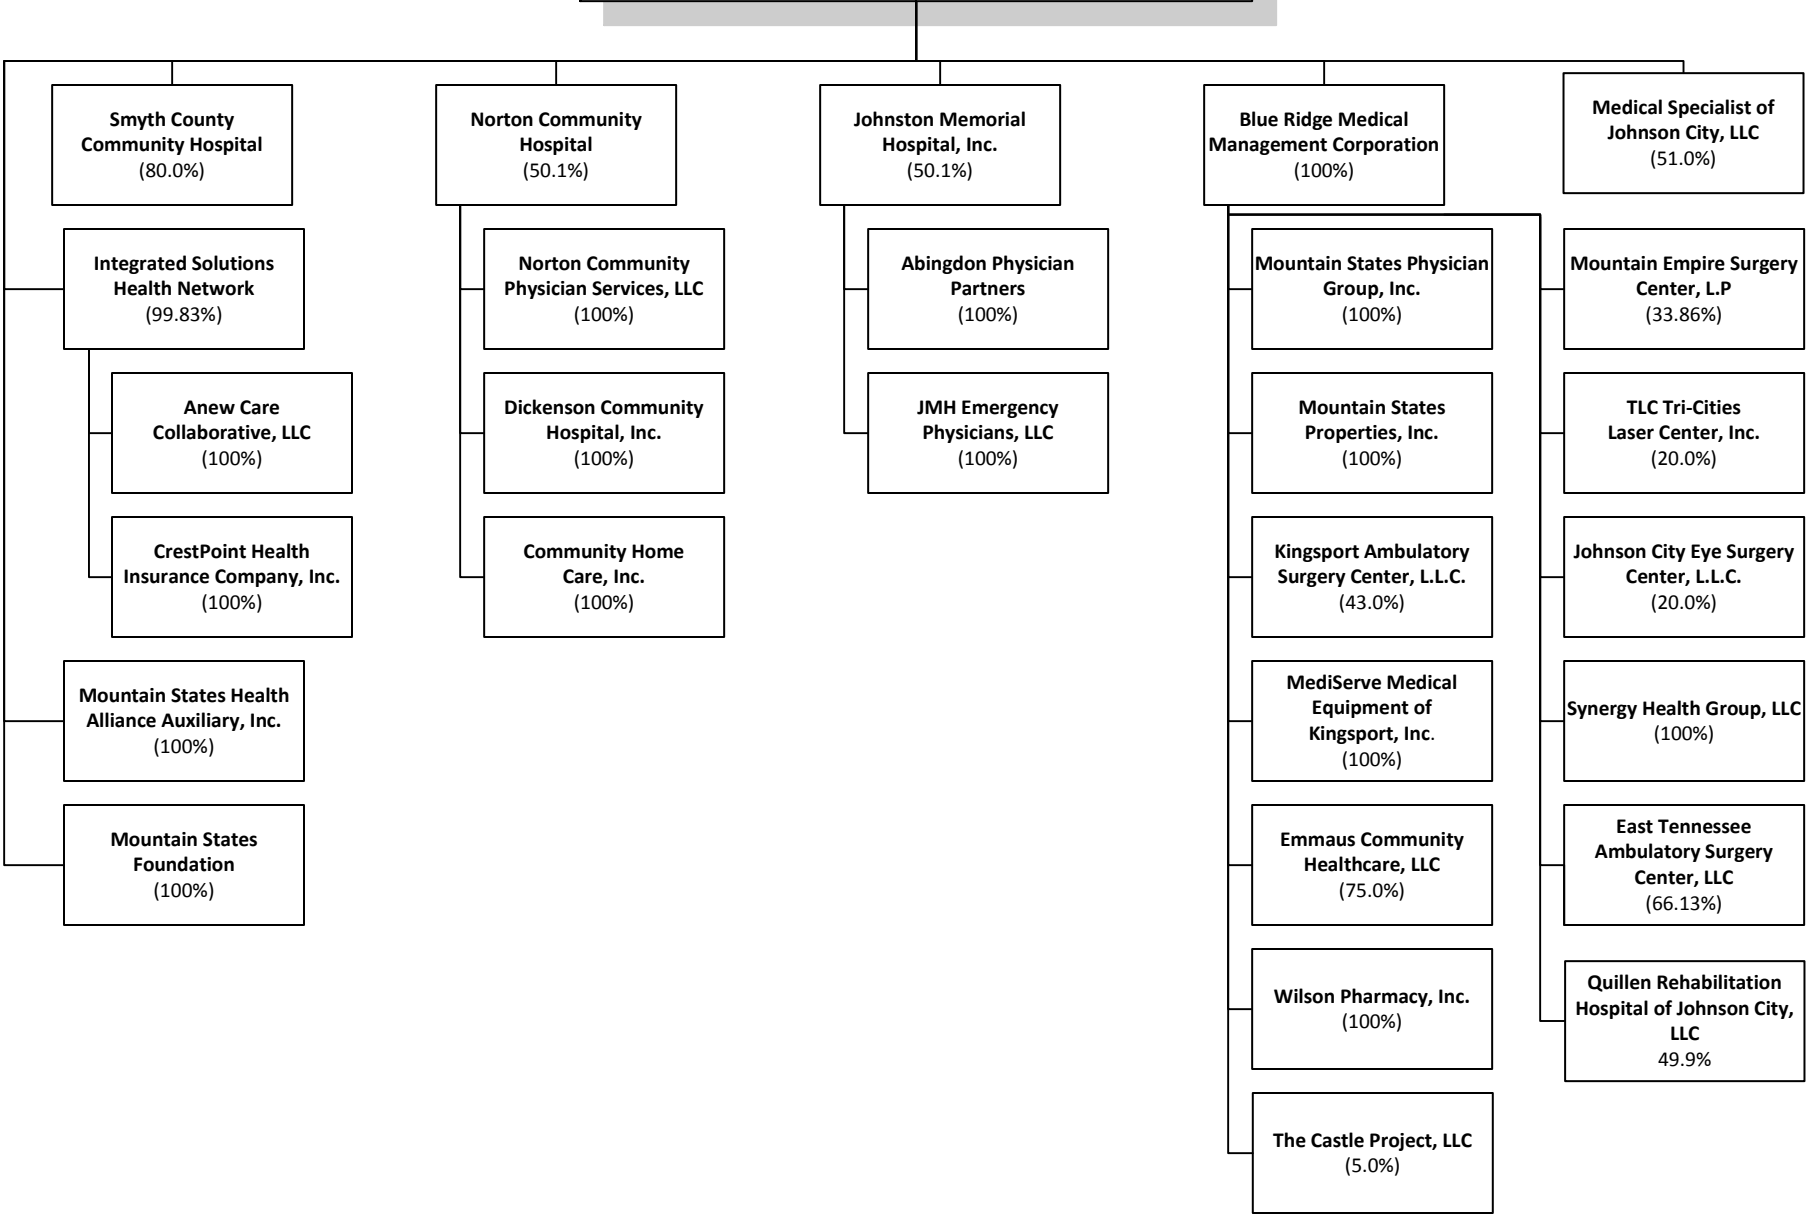 Smyth County
Community Hospital
(80.0%)
Norton Community
Hospital
(50.1%)
Johnston Memorial
Hospital, Inc.
(50.1%)
Blue Ridge Medical
Management Corporation
(100%)
Medical Specialist of
Johnson City, LLC
(51.0%)
Integrated Solutions
Health Network
(99.83%)
Anew Care
Collaborative, LLC
(100%)
CrestPoint Health
Insurance Company, Inc.
(100%)
Mountain States Health
Alliance Auxiliary, Inc.
(100%)
Mountain States
Foundation
(100%)
Norton Community
Physician Services, LLC
(100%)
Dickenson Community
Hospital, Inc.
(100%)
Community Home
Care, Inc.
(100%)
Abingdon Physician
Partners
(100%)
JMH Emergency
Physicians, LLC
(100%)
Mountain States Physician
Group, Inc.
(100%)
Mountain States
Properties, Inc.
(100%)
Kingsport Ambulatory
Surgery Center, L.L.C.
(43.0%)
MediServe Medical
Equipment of
Kingsport, Inc.
(100%)
Emmaus Community
Healthcare, LLC
(75.0%)
Wilson Pharmacy, Inc.
(100%)
The Castle Project, LLC
(5.0%)
Mountain Empire Surgery
Center, L.P
(33.86%)
TLC Tri-Cities
Laser Center, Inc.
(20.0%)
Johnson City Eye Surgery
Center, L.L.C.
(20.0%)
Synergy Health Group, LLC
(100%)
East Tennessee
Ambulatory Surgery
Center, LLC
(66.13%)
Quillen Rehabilitation
Hospital of Johnson City,
LLC
49.9%